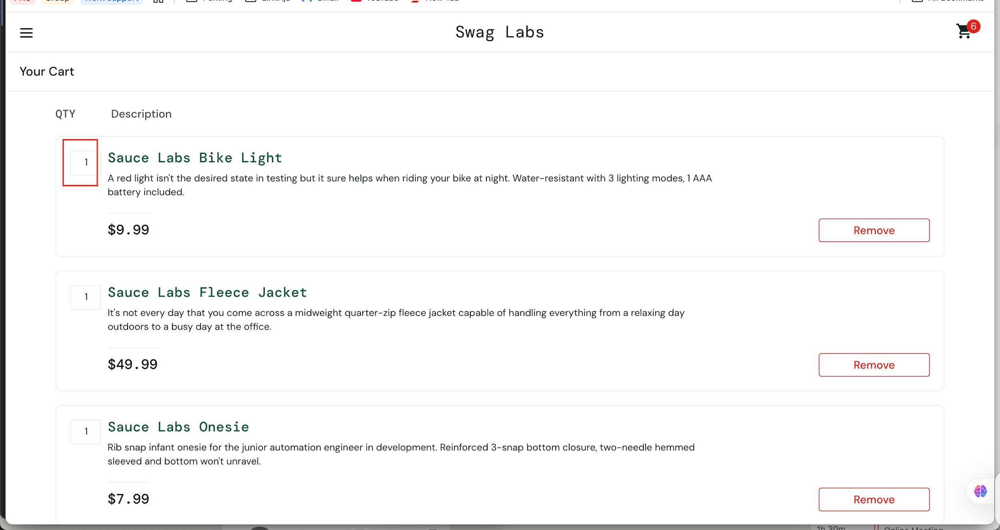 Swag Labs
6
Your Cart
QTY Description
1
Sauce Labs Bike Light
A red light isn't the desired state in testing but it sure helps when riding your bike at night. Water-resistant with 3 lighting modes, 1 AAA
battery included.
$9.99
Remove
1
Sauce Labs Fleece Jacket
It's not every day that you come across a midweight quarter-zip fleece jacket capable of handling everything from a relaxing day
outdoors to a busy day at the office.
$49.99
Remove
1
Sauce Labs Onesie
Rib snap infant onesie for the junior automation engineer in development. Reinforced 3-snap bottom closure, two-needle hemmed
sleeved and bottom won't unravel.
$7.99
Remove